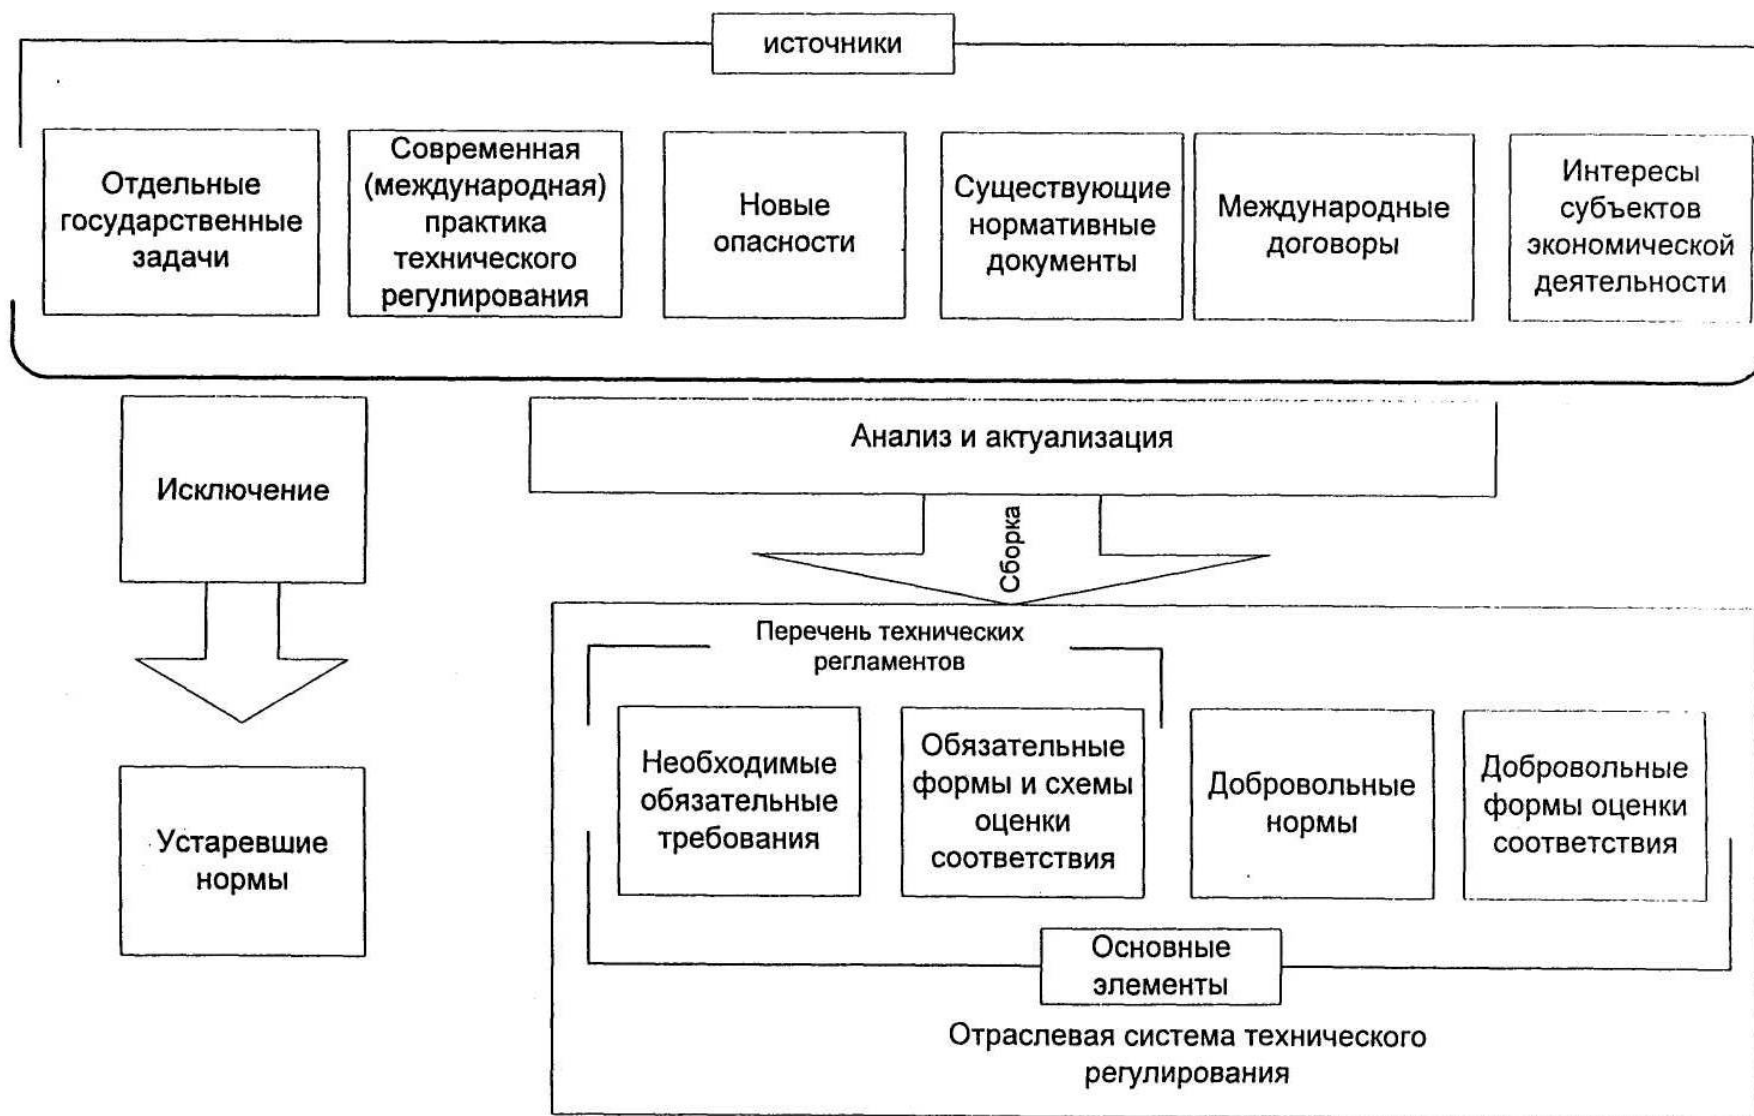 источники
Отдельные
государственные
задачи
Современная
(международная)
практика
технического
регулирования
Новые
опасности
Существующие
нормативные
документы
Международные
договоры
Интересы
субъектов
экономической
деятельности
Исключение
Анализ и актуализация
Сборка
Устаревшие
нормы
Перечень технических
регламентов
Необходимые
обязательные
требования
Обязательные
формы и схемы
оценки
соответствия
Добровольные
нормы
Добровольные
формы оценки
соответствия
Основные
элементы
Отраслевая система технического
регулирования